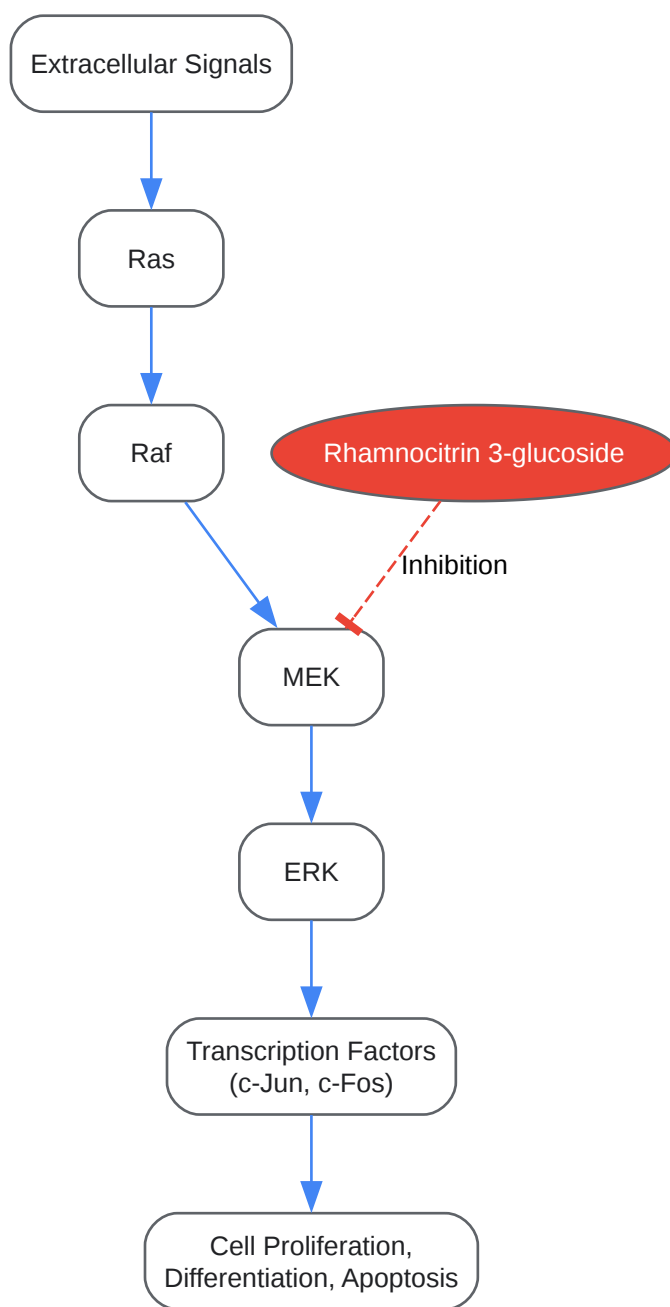 Extracellular Signals
Ras
Raf
Rhamnocitrin 3-glucoside
Inhibition
MEK
ERK
Transcription Factors
(c-Jun, c-Fos)
Cell Proliferation,
Differentiation, Apoptosis